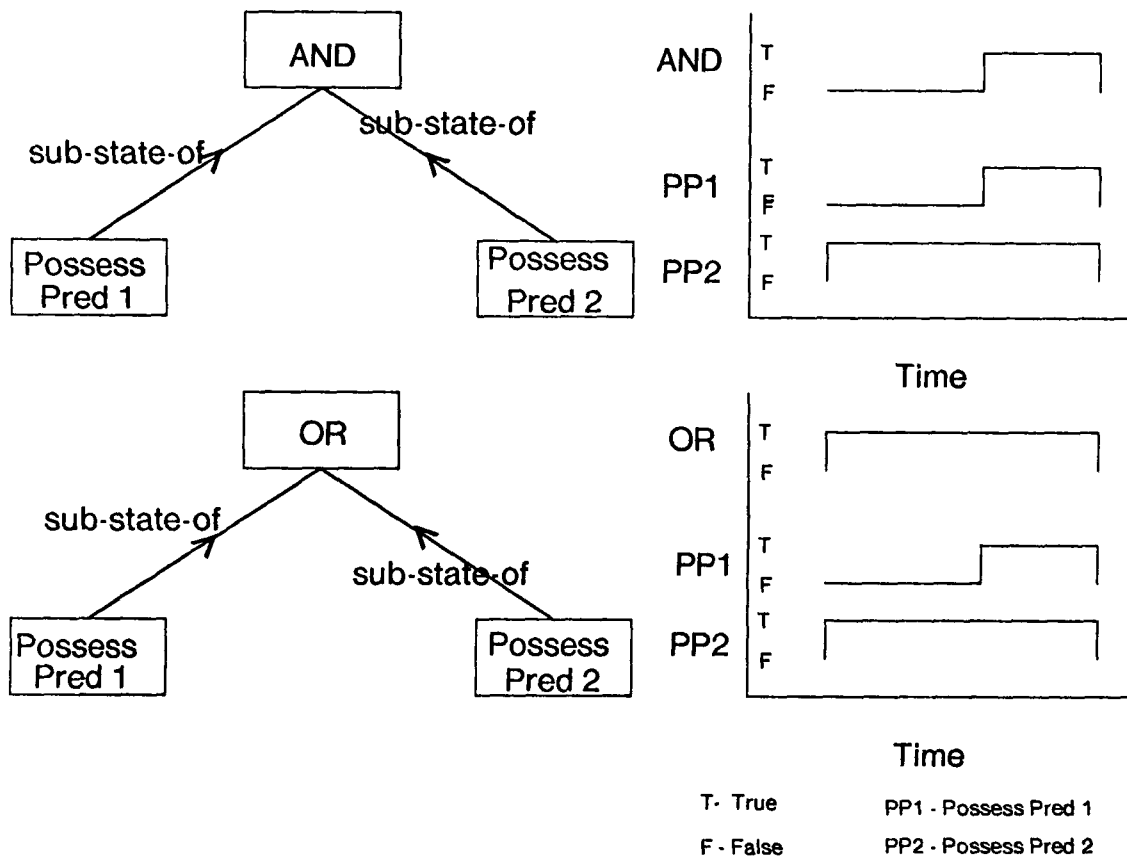 AND
sub-state-of
sub-state-of
Possess
Pred 1
Possess
Pred 2
AND
T
F
PP1
T
F
PP2
T
F
Time
OR
sub-state-of
sub-state-of
Possess
Pred 1
Possess
Pred 2
OR
T
F
PP1
T
F
PP2
T
F
Time
T- True
PP1 - Possess Pred 1
F - False
PP2 - Possess Pred 2